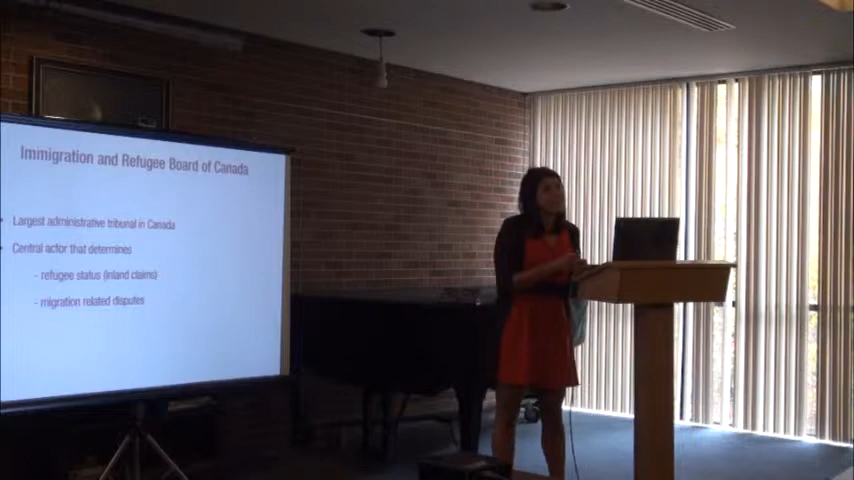 Immigration and Refugee Board of Canada
Largest administrative tribunal in Canada
Central actor that determines
- refugee status (inland claims)
- migration related disputes